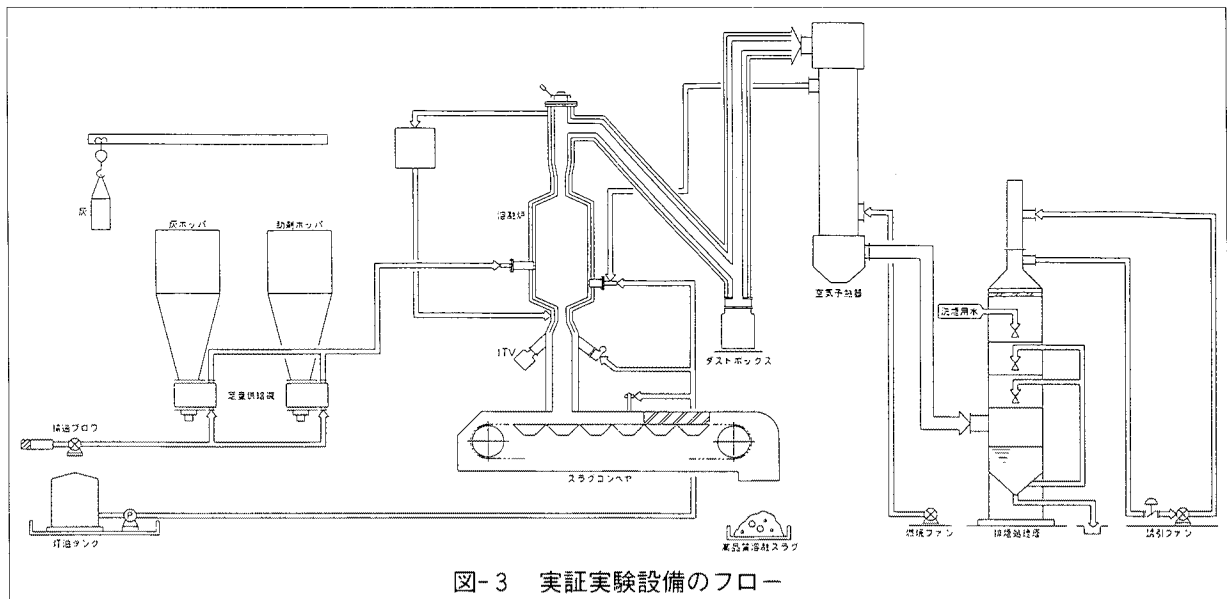 灰
灰ホッパ
助剤ホッパ
溶融炉
ITV
定量供給機
輸送ブロワ
灯油タンク
P
スラグコンベヤ
高品質溶融スラグ
ダストボックス
空気予熱器
洗煙用水
燃焼ファン
排煙処理塔
誘引ファン
図-3 実証実験設備のフロー